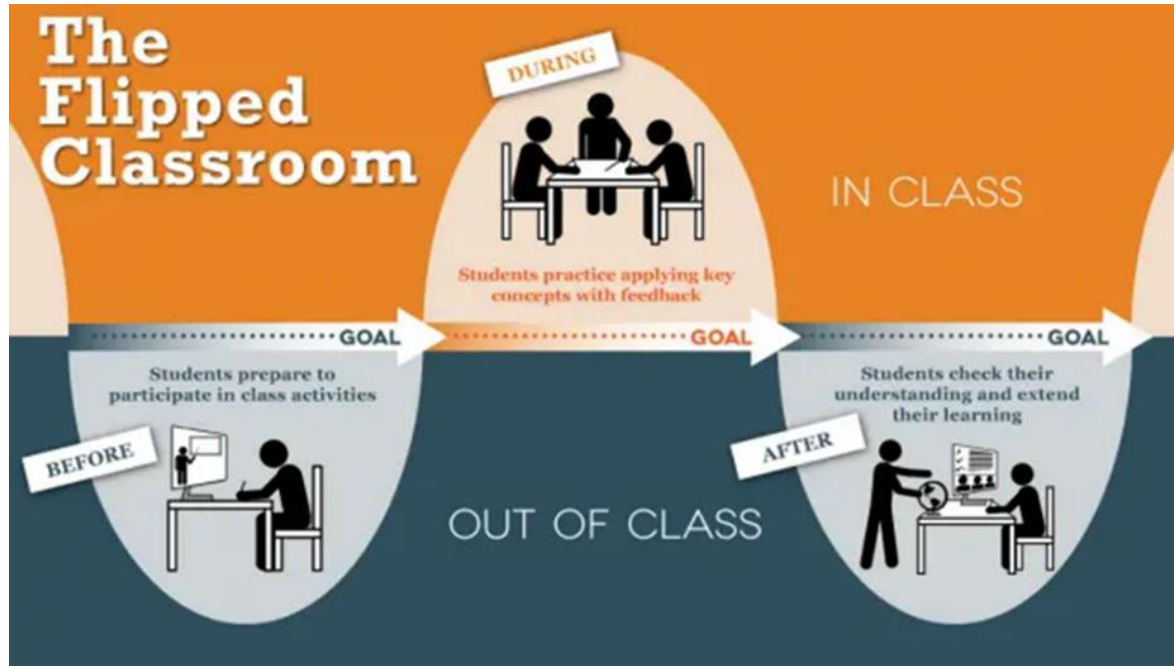 The
Flipped
Classroom
DURING
IN CLASS
Students practice applying key
concepts with feedback
GOAL
GOAL
GOAL
Students prepare to
participate in class activities
BEFORE
Students check their
understanding and extend
their learning
AFTER
OUT OF CLASS